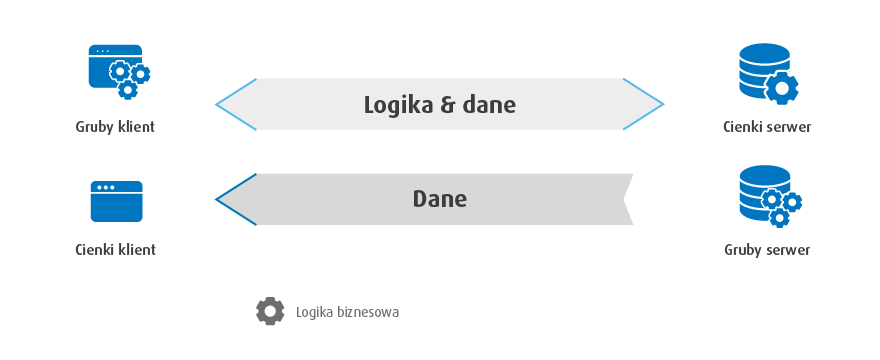 Logika & dane
Gruby klient
Cienki serwer
Dane
Cienki klient
Gruby serwer
Logika biznesowa